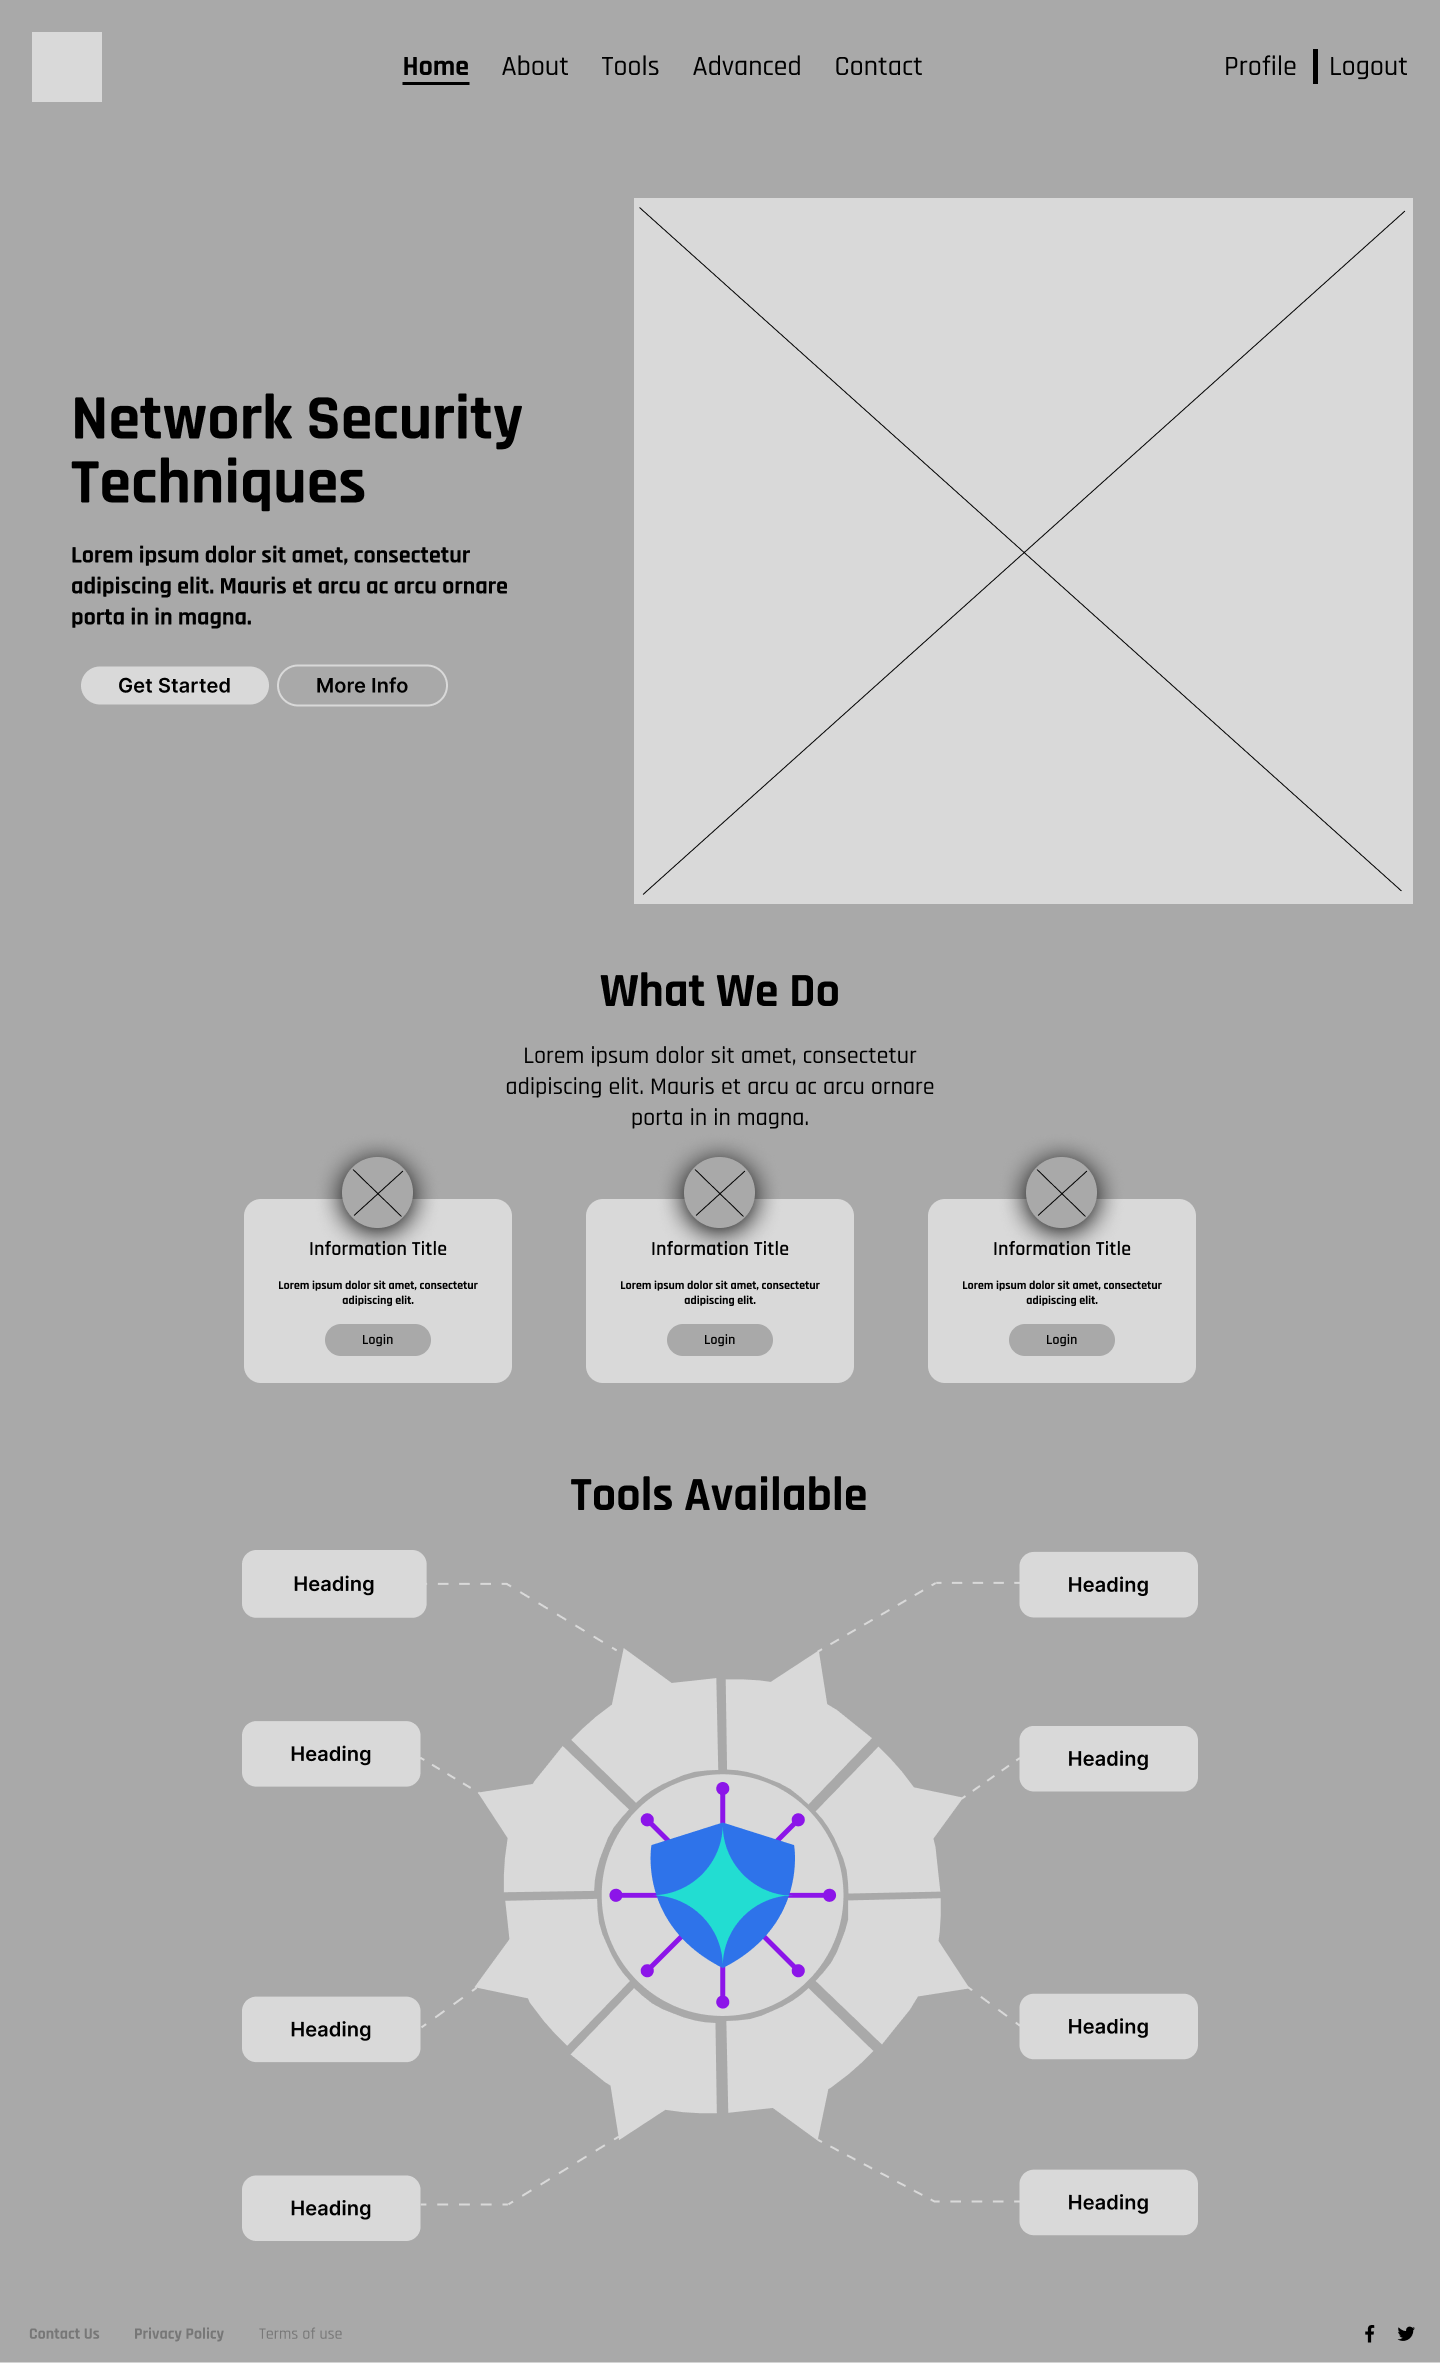 Home About Tools Advanced Contact Profile Logout
Network Security
Techniques
Lorem ipsum dolor sit amet, consectetur
adipiscing elit. Mauris et arcu ac arcu ornare
porta in in magna.
Get Started More Info
What We Do
Lorem ipsum dolor sit amet, consectetur
adipiscing elit. Mauris et arcu ac arcu ornare
porta in in magna.
Information Title
Lorem ipsum dolor sit amet, consectetur
adipiscing elit.
Login
Information Title
Lorem ipsum dolor sit amet, consectetur
adipiscing elit.
Login
Information Title
Lorem ipsum dolor sit amet, consectetur
adipiscing elit.
Login
Tools Available
Heading
Heading
Heading
Heading
Heading
Heading
Heading
Heading
Contact Us Privacy Policy Terms of use